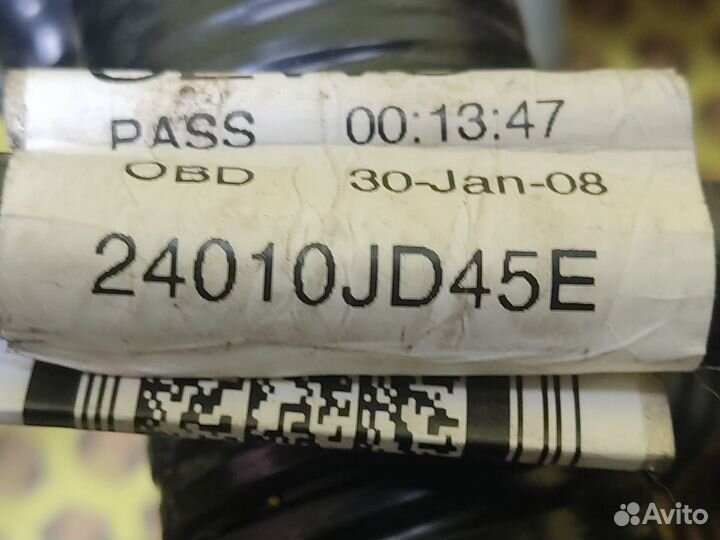 PASS 00:13:47
OBD 30-Jan-08
24010JD45E
Avito